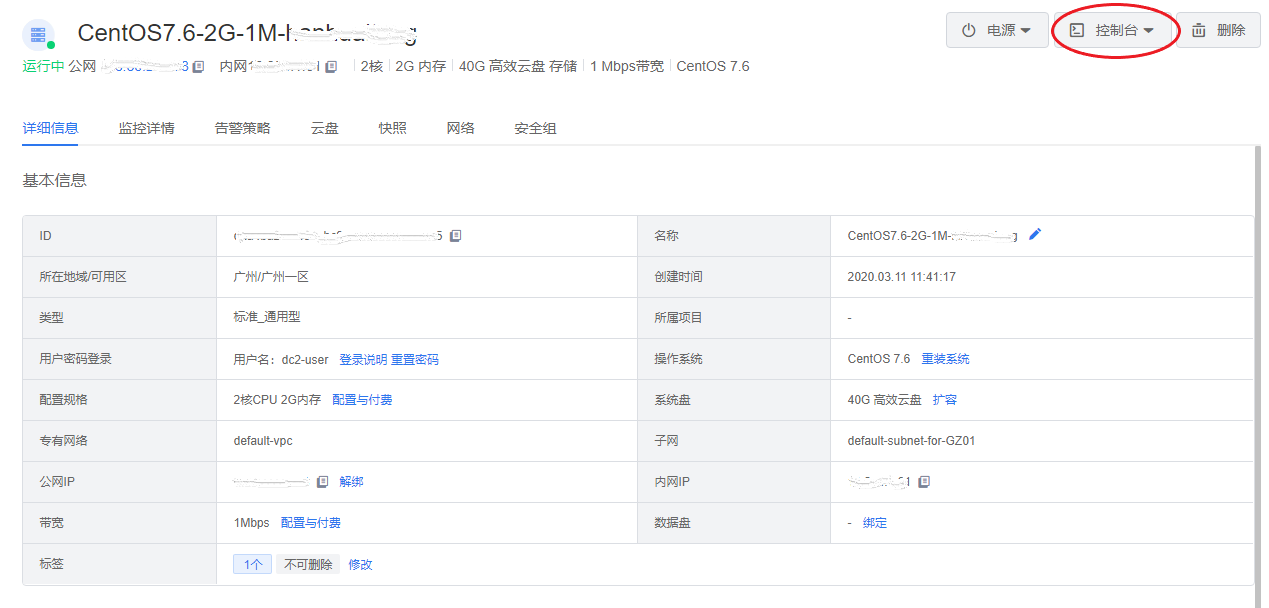 CentOS7.6-2G-1M-
电源
控制台
删除
运行中 公网 内网 2核 2G 内存 40G 高效云盘 存储 1 Mbps带宽 CentOS 7.6
详细信息 监控详情 告警策略 云盘 快照 网络 安全组
基本信息
ID 名称 CentOS7.6-2G-1M-
所在地域/可用区 广州/广州一区 创建时间 2020.03.11 11:41:17
类型 标准_通用型 所属项目 -
用户密码登录 用户名：dc2-user 登录说明 重置密码 操作系统 CentOS 7.6 重装系统
配置规格 2核CPU 2G内存 配置与付费 系统盘 40G 高效云盘 扩容
专有网络 default-vpc 子网 default-subnet-for-GZ01
公网IP 解绑 内网IP
带宽 1Mbps 配置与付费 数据盘 - 绑定
标签 1个 不可删除 修改